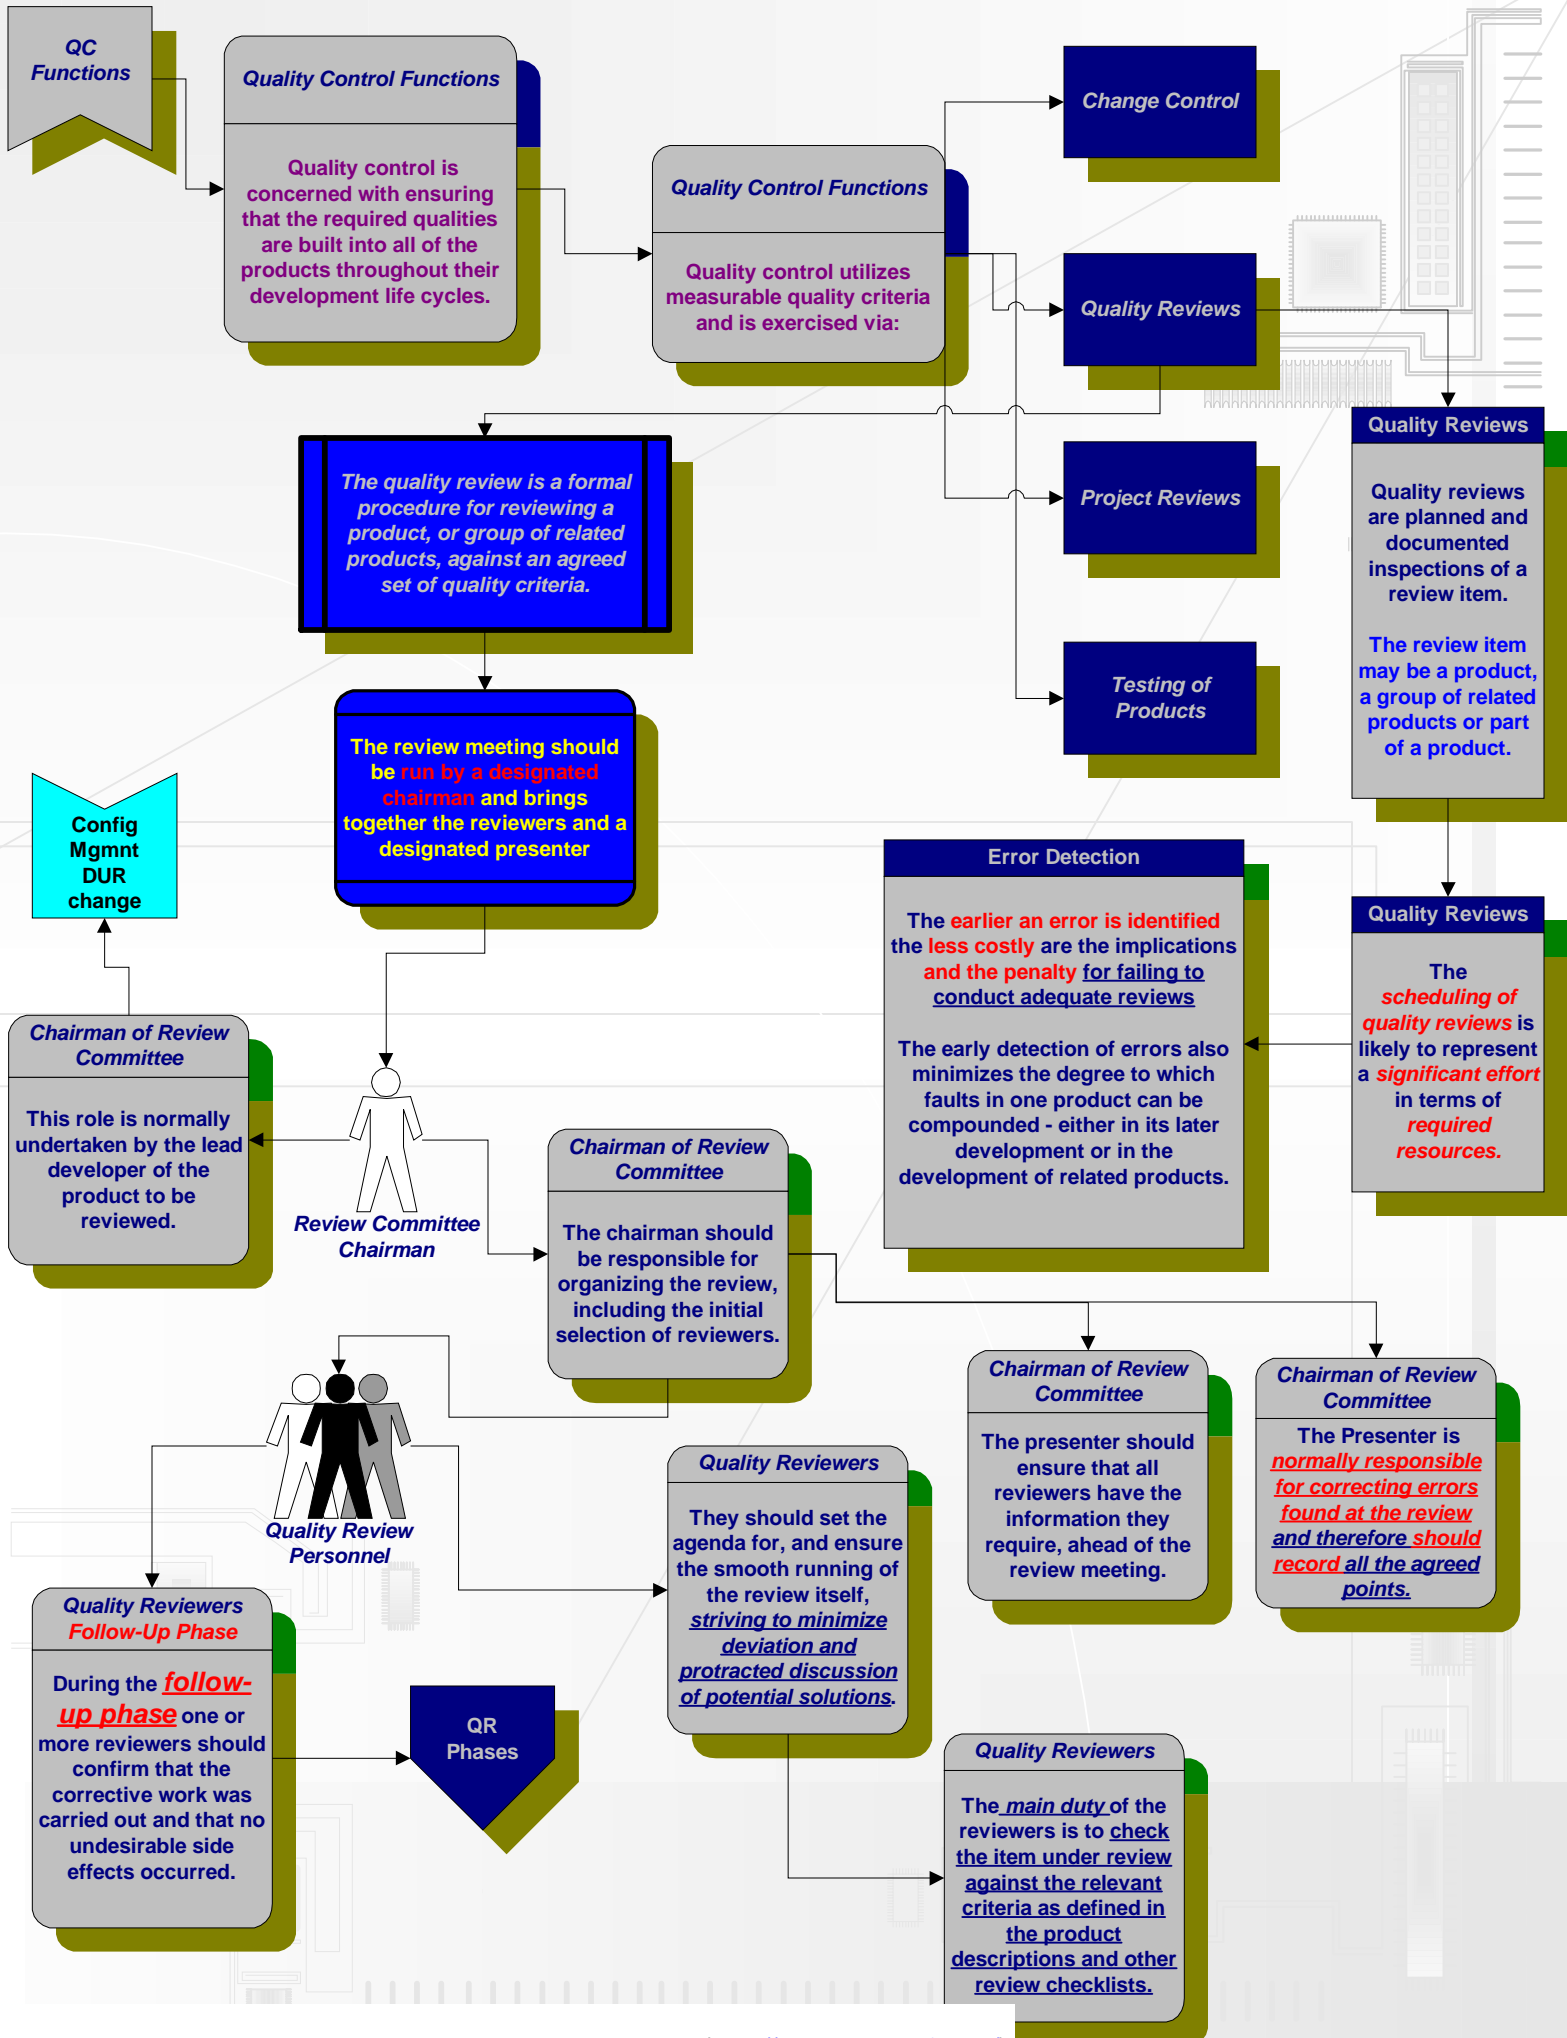 QC
Functions
Quality Control Functions
Quality control is
concerned with ensuring
that the required qualities
are built into all of the
products throughout their
development life cycles.
Quality Control Functions
Quality control utilizes
measurable quality criteria
and is exercised via:
Change Control
Quality Reviews
Project Reviews
Testing of
Products
Quality Reviews
Quality reviews
are planned and
documented
inspections of a
review item.
The review item
may be a product,
a group of related
products or part
of a product.
The quality review is a formal
procedure for reviewing a
product, or group of related
products, against an agreed
set of quality criteria.
The review meeting should
be run by a designated
chairman and brings
together the reviewers and a
designated presenter
Config
Mgmnt
DUR
change
Error Detection
The earlier an error is identified
the less costly are the implications
and the penalty for failing to
conduct adequate reviews
The early detection of errors also
minimizes the degree to which
faults in one product can be
compounded - either in its later
development or in the
development of related products.
Quality Reviews
The
scheduling of
quality reviews is
likely to represent
a significant effort
in terms of
required
resources.
Chairman of Review
Committee
This role is normally
undertaken by the lead
developer of the
product to be
reviewed.
Review Committee
Chairman
Chairman of Review
Committee
The chairman should
be responsible for
organizing the review,
including the initial
selection of reviewers.
Chairman of Review
Committee
The presenter should
ensure that all
reviewers have the
information they
require, ahead of the
review meeting.
Chairman of Review
Committee
The Presenter is
normally responsible
for correcting errors
found at the review
and therefore should
record all the agreed
points.
Quality Review
Personnel
Quality Reviewers
They should set the
agenda for, and ensure
the smooth running of
the review itself,
striving to minimize
deviation and
protracted discussion
of potential solutions.
Quality Reviewers
Follow-Up Phase
During the follow-
up phase one or
more reviewers should
confirm that the
corrective work was
carried out and that no
undesirable side
effects occurred.
QR
Phases
Quality Reviewers
The main duty of the
reviewers is to check
the item under review
against the relevant
criteria as defined in
the product
descriptions and other
review checklists.